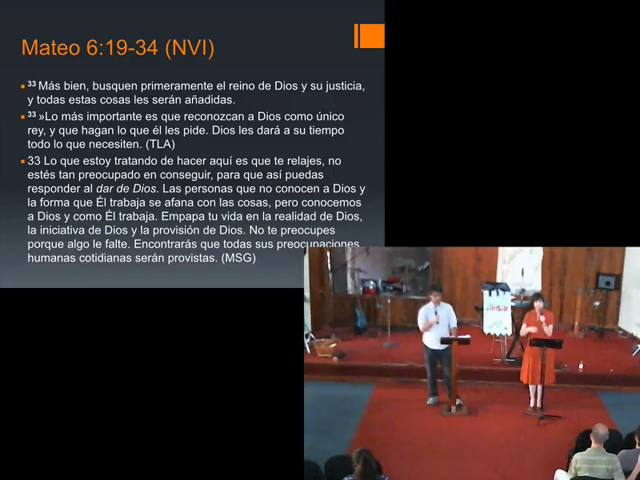 Mateo 6:19-34 (NVI)
33 Más bien, busquen primeramente el reino de Dios y su justicia,
y todas estas cosas les serán añadidas.
33 »Lo más importante es que reconozcan a Dios como único
rey, y que hagan lo que él les pide. Dios les dará a su tiempo
todo lo que necesiten. (TLA)
33 Lo que estoy tratando de hacer aquí es que te relajes, no
estés tan preocupado en conseguir, para que así puedas
responder al dar de Dios. Las personas que no conocen a Dios y
la forma que Él trabaja se afana con las cosas, pero conocemos
a Dios y como Él trabaja. Empapa tu vida en la realidad de Dios,
la iniciativa de Dios y la provisión de Dios. No te preocupes
porque algo le falte. Encontrarás que todas sus preocupaciones
humanas cotidianas serán provistas. (MSG)